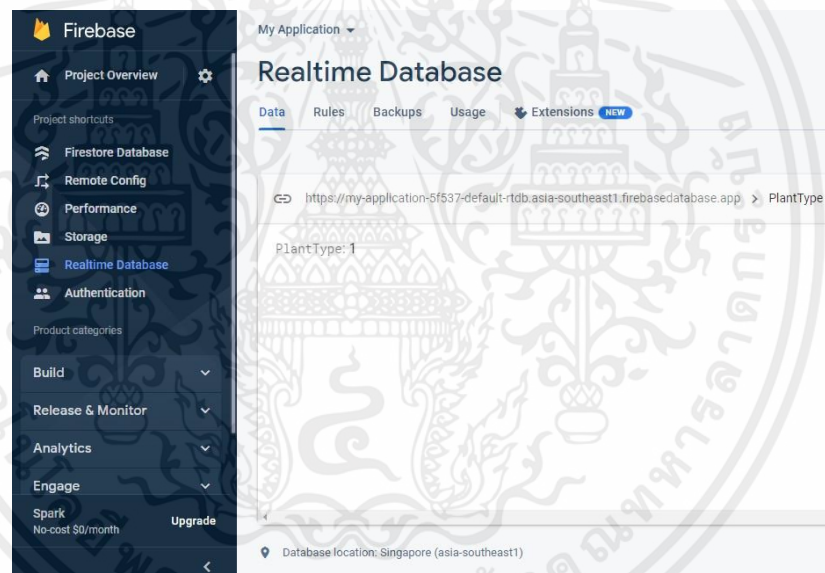 Firebase
Project Overview
Project shortcuts
Firestore Database
Remote Config
Performance
Storage
Realtime Database
Authentication
Product categories
Build
Release & Monitor
Analytics
Engage
Spark
No-cost $0/month
Upgrade
My Application
Realtime Database
Data Rules Backups Usage Extensions NEW
https://my-application-5f537-default-rtdb.asia-southeast1.firebasedatabase.app > PlantType
PlantType: 1
Database location: Singapore (asia-southeast1)